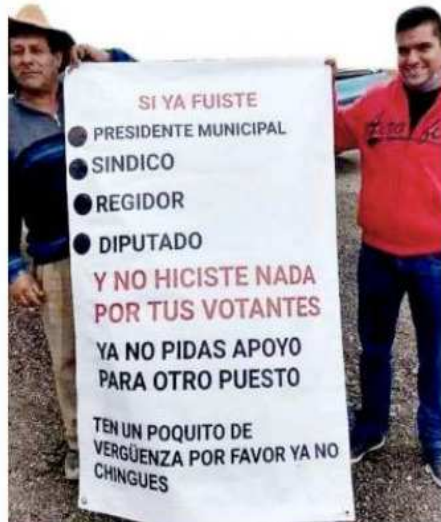 SI YA FUISTE
PRESIDENTE MUNICIPAL
SINDICO
REGIDOR
DIPUTADO
Y NO HICISTE NADA
POR TUS VOTANTES
YA NO PIDAS APOYO
PARA OTRO PUESTO
TEN UN POQUITO DE
VERGÜENZA POR FAVOR YA NO
CHINGUES